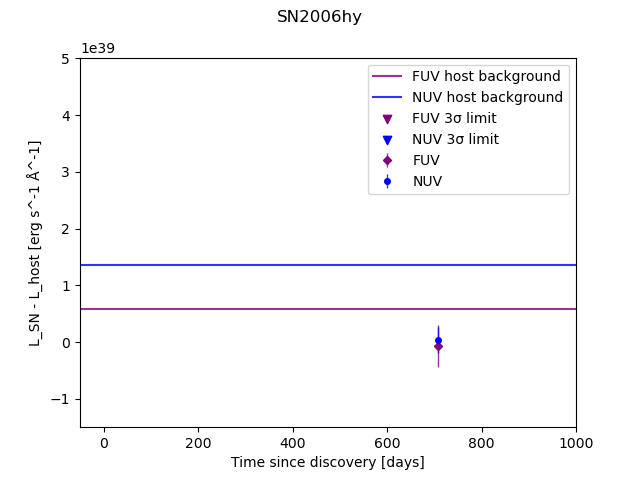 SN2006hy
1e39
5
4
3
2
1
0
−1
L_SN - L_host [erg s^-1 Å^-1]
FUV host background
NUV host background
FUV 3σ limit
NUV 3σ limit
FUV
NUV
0 200 400 600 800 1000
Time since discovery [days]